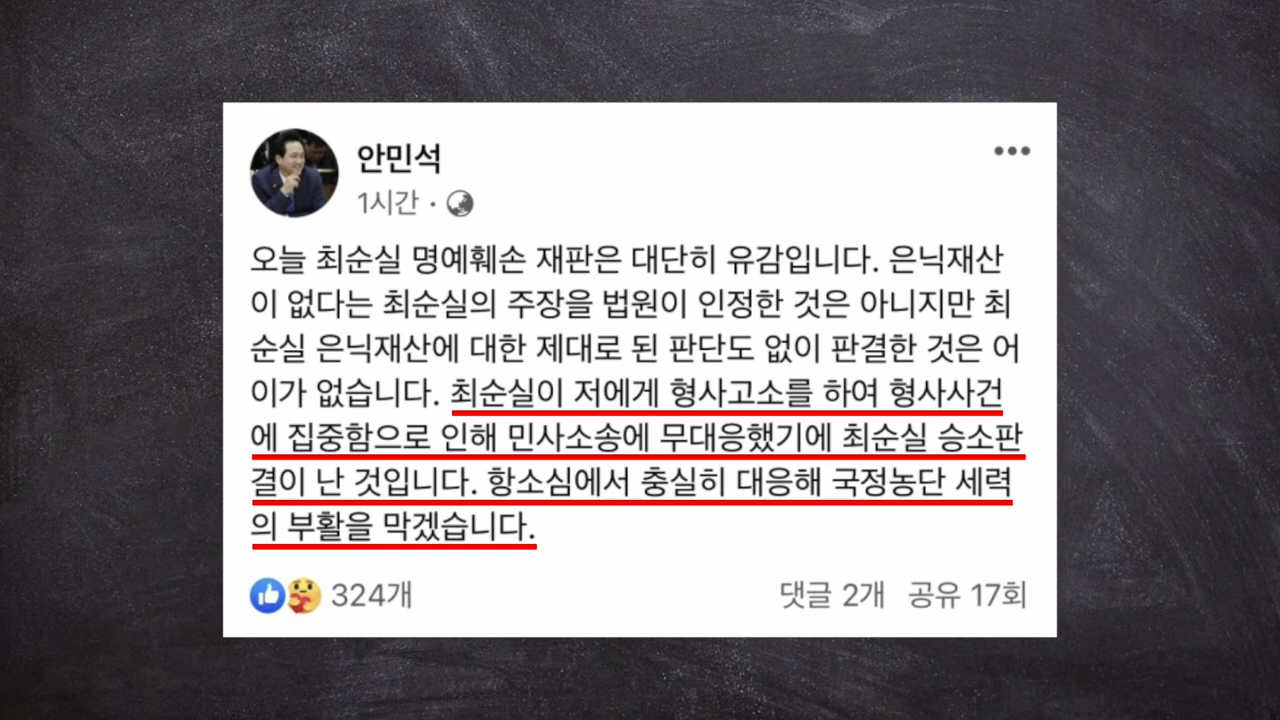 안민석
1시간 ·
오늘 최순실 명예훼손 재판은 대단히 유감입니다. 은닉재산
이 없다는 최순실의 주장을 법원이 인정한 것은 아니지만 최
순실 은닉재산에 대한 제대로 된 판단도 없이 판결한 것은 어
이가 없습니다. 최순실이 저에게 형사고소를 하여 형사사건
에 집중함으로 인해 민사소송에 무대응했기에 최순실 승소판
결이 난 것입니다. 항소심에서 충실히 대응해 국정농단 세력
의 부활을 막겠습니다.
324개 댓글 2개 공유 17회